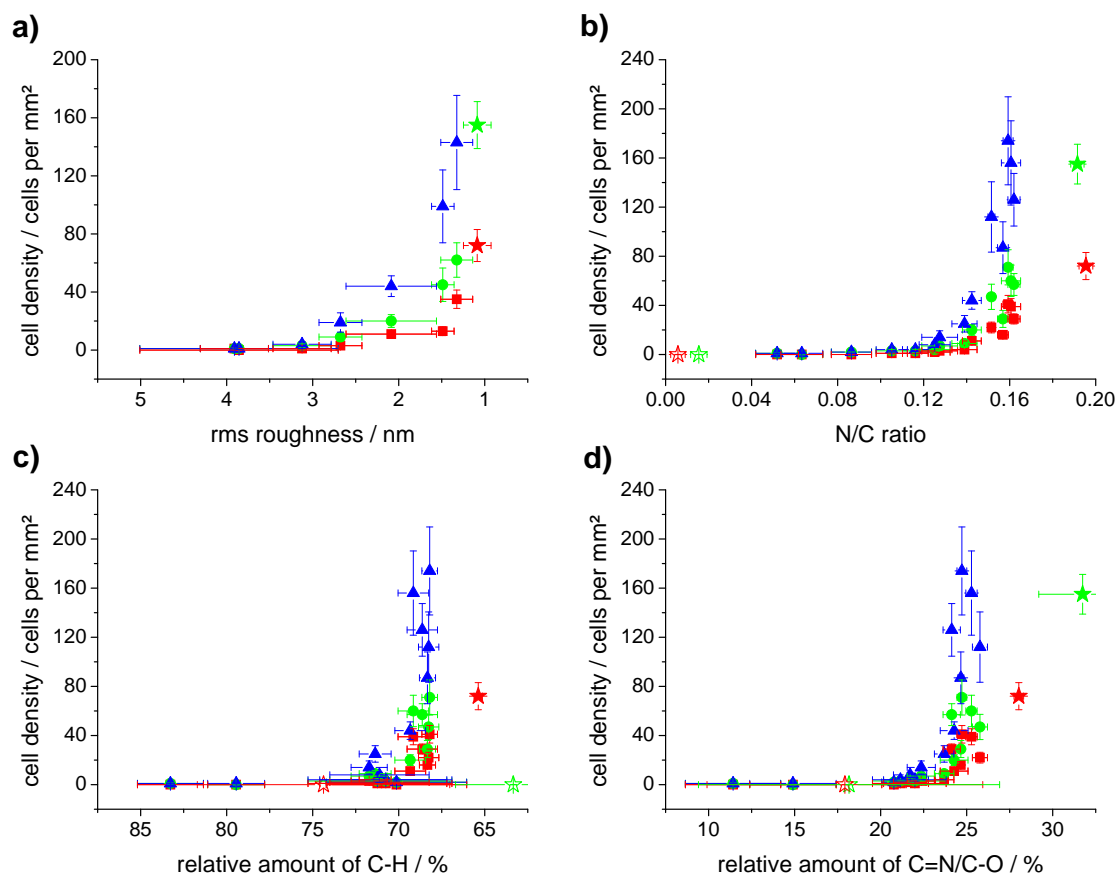 a)
200
160
120
80
40
0
cell density / cells per mm²
5 4 3 2 1
rms roughness / nm
b)
240
200
160
120
80
40
0
cell density / cells per mm²
0.00 0.04 0.08 0.12 0.16 0.20
N/C ratio
c)
240
200
160
120
80
40
0
cell density / cells per mm²
85 80 75 70 65
relative amount of C-H / %
d)
240
200
160
120
80
40
0
cell density / cells per mm²
10 15 20 25 30
relative amount of C=N/C-O / %